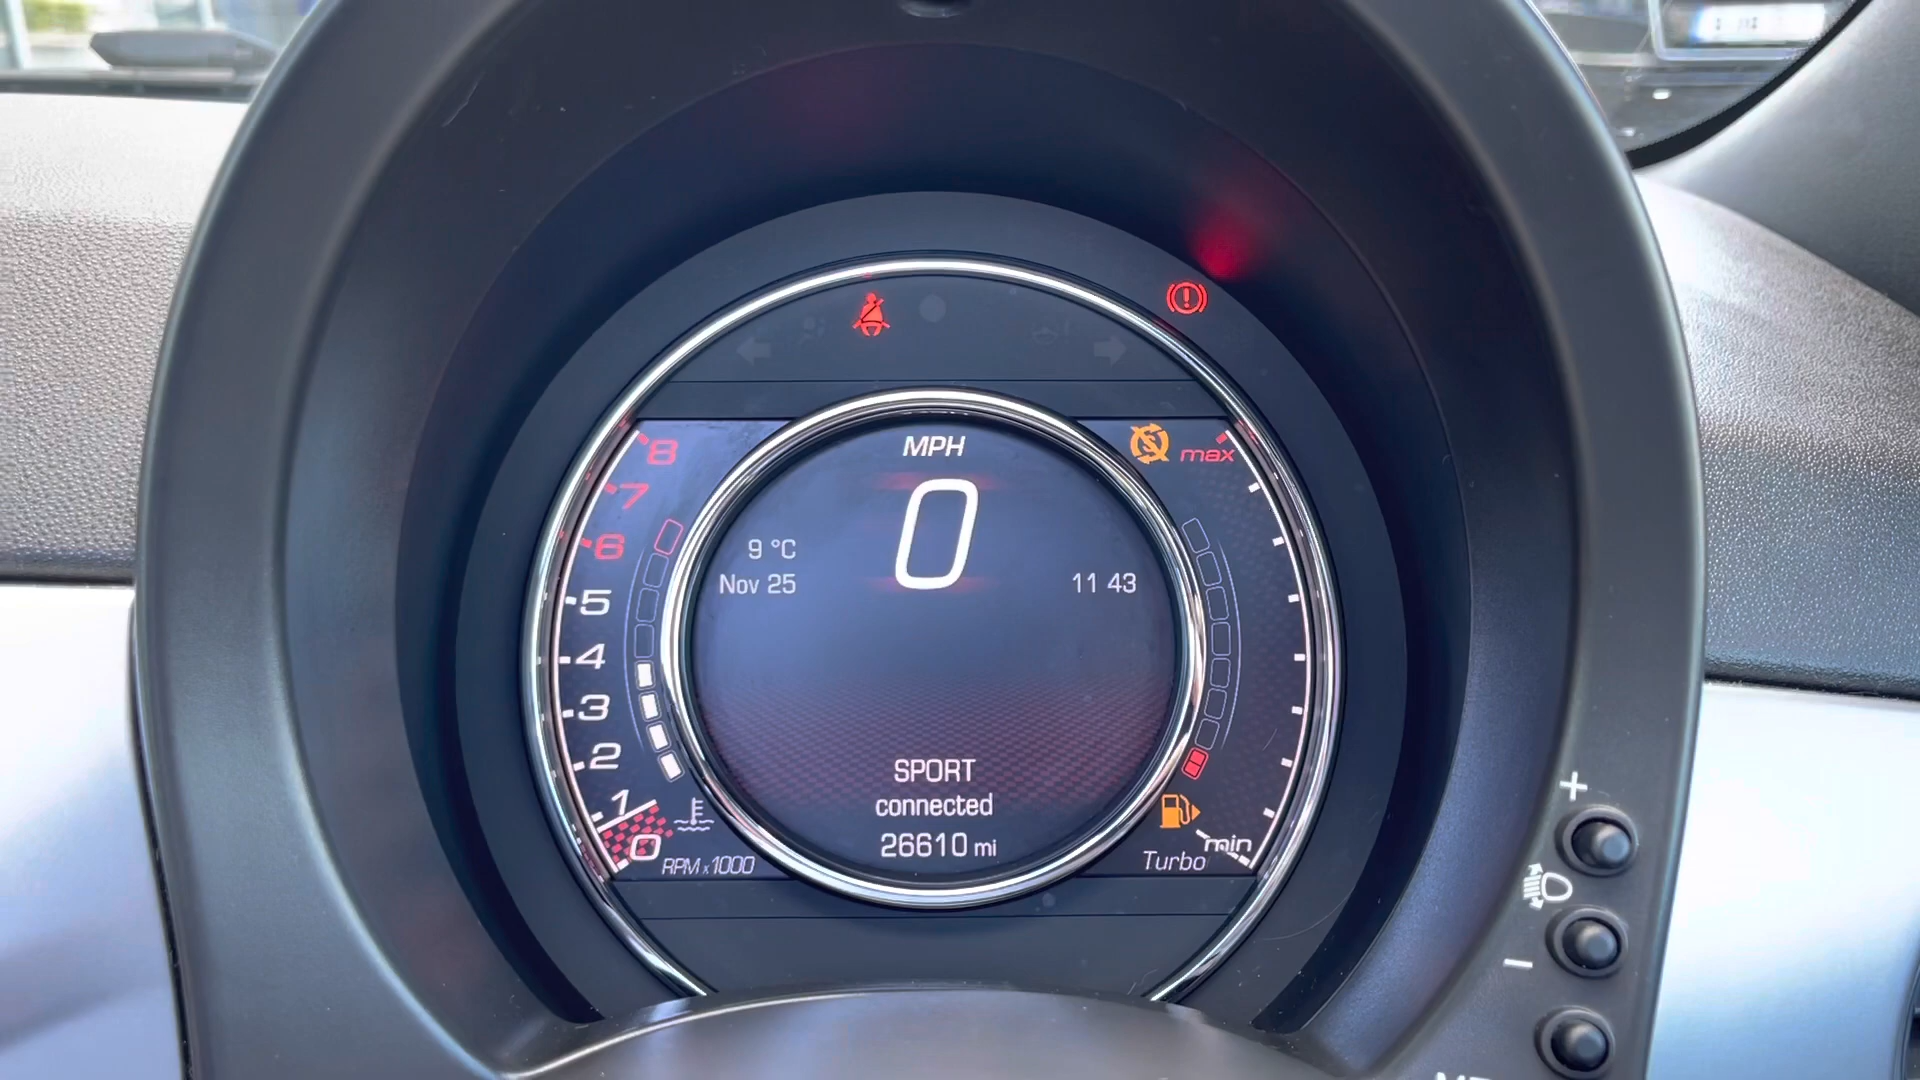 MPH
0
9 °C
Nov 25
11 43
SPORT
connected
26610 mi
8
7
6
5
4
3
2
1
0
RPM x 1000
max
min
Turbo
+
-